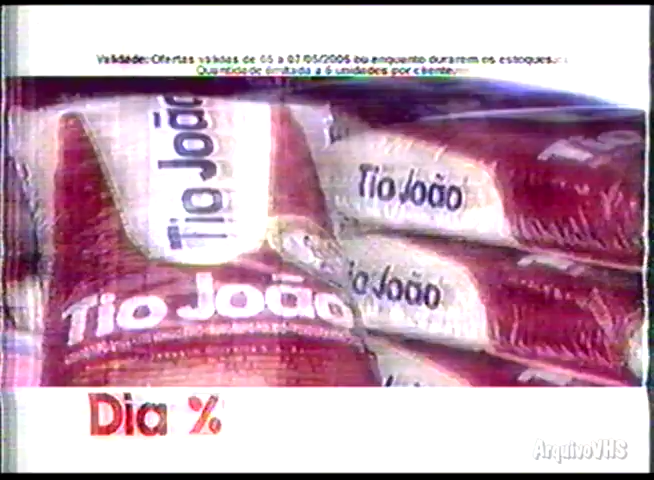 Validade: Ofertas válidas de 05 a 07/05/2006 ou enquanto durarem os estoques.
Quantidade limitada a 6 unidades por cliente
Tio João
Tio João
Tio João
Tio João
Tio
Dia %
ArquivoVHS